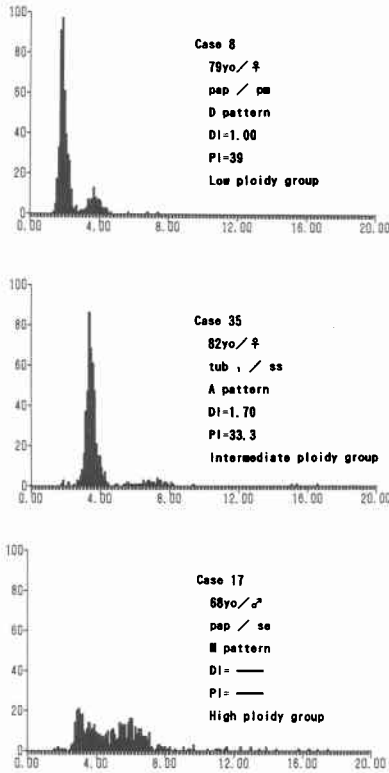 100
80
60
40
20
0
0.00 4.00 8.00 12.00 16.00 20.00
Case 8
79yo/♀
pap / pm
D pattern
DI=1.00
PI=39
Low ploidy group
100
80
60
40
20
0
0.00 4.00 8.00 12.00 16.00 20.00
Case 35
82yo/♀
tub 1 / ss
A pattern
DI=1.70
PI=33.3
Intermediate ploidy group
100
80
60
40
20
0
0.00 4.00 8.00 12.00 16.00 20.00
Case 17
68yo/♂
pap / se
M pattern
DI= —
PI= —
High ploidy group